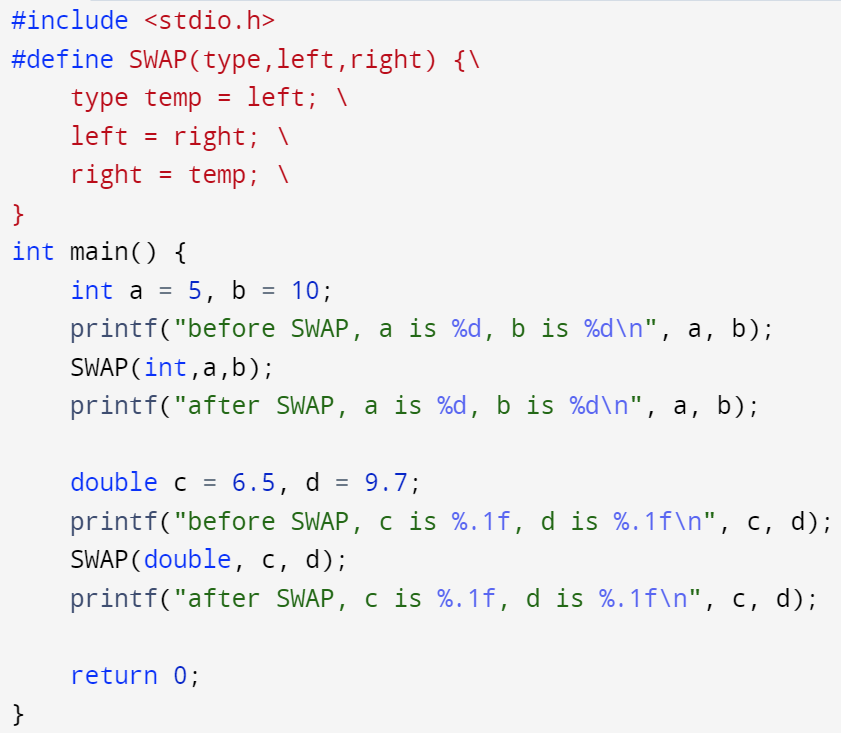 #include <stdio.h>
#define SWAP(type,left,right) {\
    type temp = left; \
    left = right; \
    right = temp; \
}
int main() {
    int a = 5, b = 10;
    printf("before SWAP, a is %d, b is %d\n", a, b);
    SWAP(int,a,b);
    printf("after SWAP, a is %d, b is %d\n", a, b);

    double c = 6.5, d = 9.7;
    printf("before SWAP, c is %.1f, d is %.1f\n", c, d);
    SWAP(double, c, d);
    printf("after SWAP, c is %.1f, d is %.1f\n", c, d);

    return 0;
}